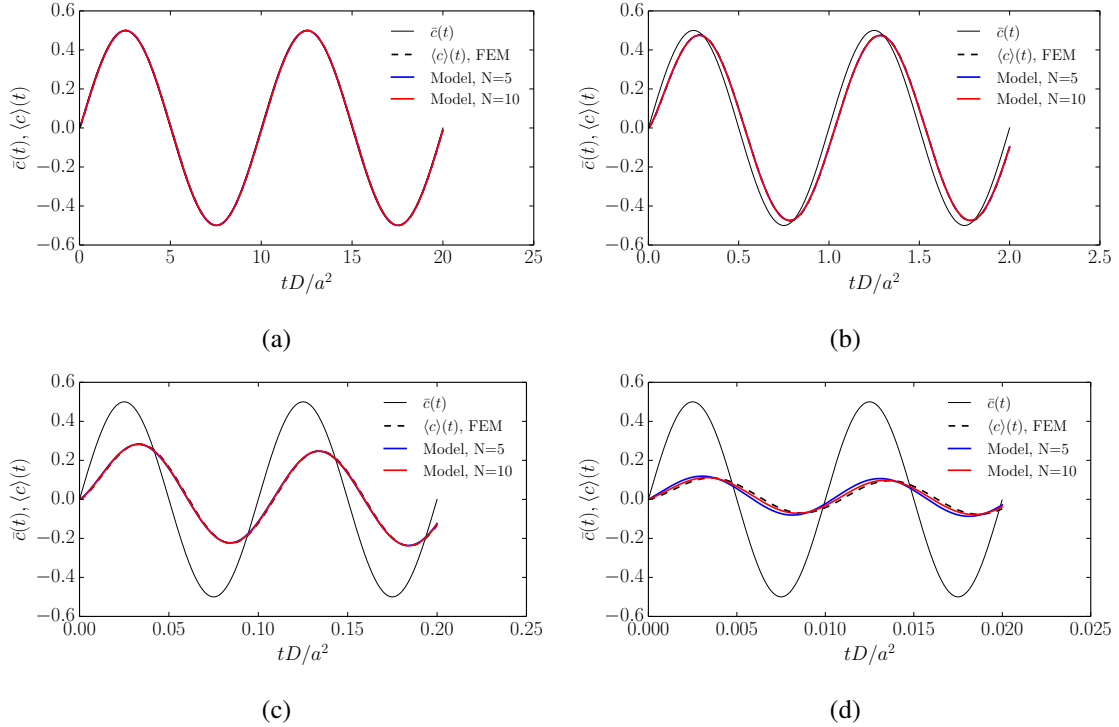 0.6
0.4
0.2
0.0
−0.2
−0.4
−0.6
c̄(t), ⟨c⟩(t)
0
5
10
15
20
25
tD/a²
c̄(t)
⟨c⟩(t), FEM
Model, N=5
Model, N=10
(a)
0.6
0.4
0.2
0.0
−0.2
−0.4
−0.6
c̄(t), ⟨c⟩(t)
0.0
0.5
1.0
1.5
2.0
2.5
tD/a²
c̄(t)
⟨c⟩(t), FEM
Model, N=5
Model, N=10
(b)
0.6
0.4
0.2
0.0
−0.2
−0.4
−0.6
c̄(t), ⟨c⟩(t)
0.00
0.05
0.10
0.15
0.20
0.25
tD/a²
c̄(t)
⟨c⟩(t), FEM
Model, N=5
Model, N=10
(c)
0.6
0.4
0.2
0.0
−0.2
−0.4
−0.6
c̄(t), ⟨c⟩(t)
0.000
0.005
0.010
0.015
0.020
0.025
tD/a²
c̄(t)
⟨c⟩(t), FEM
Model, N=5
Model, N=10
(d)